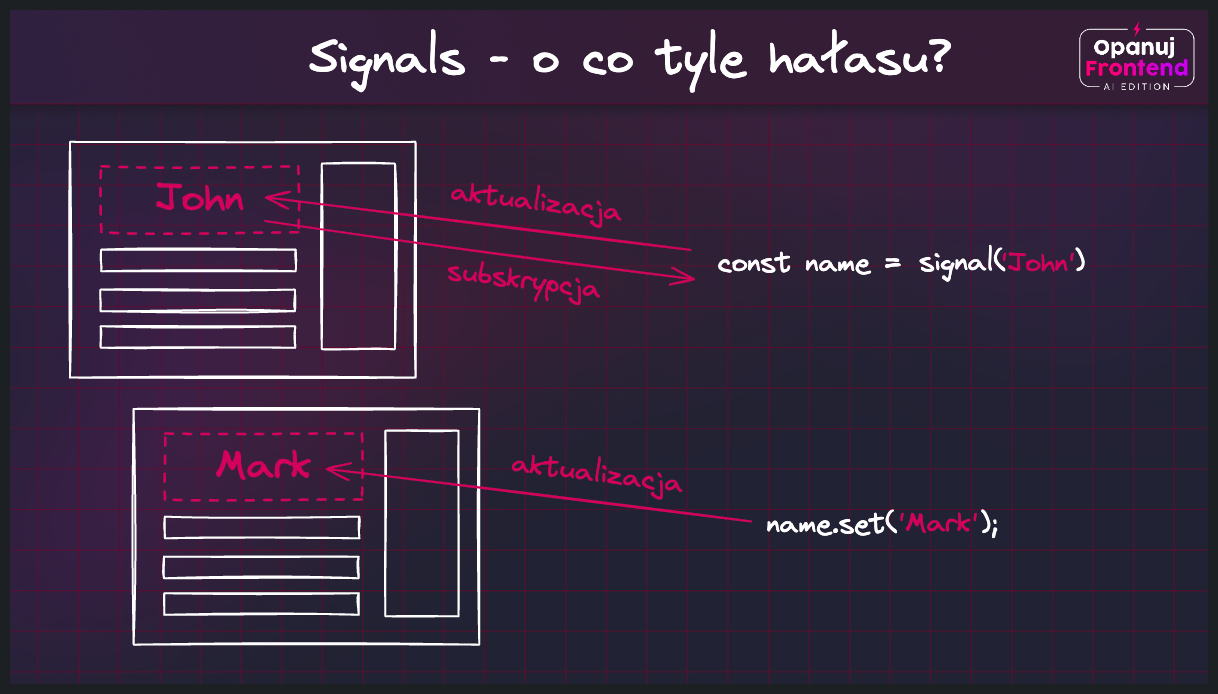 Signals - o co tyle hałasu?
Opanuj
Frontend
AI EDITION
John
aktualizacja
subskrypcja
const name = signal('John')
Mark
aktualizacja
name.set('Mark');